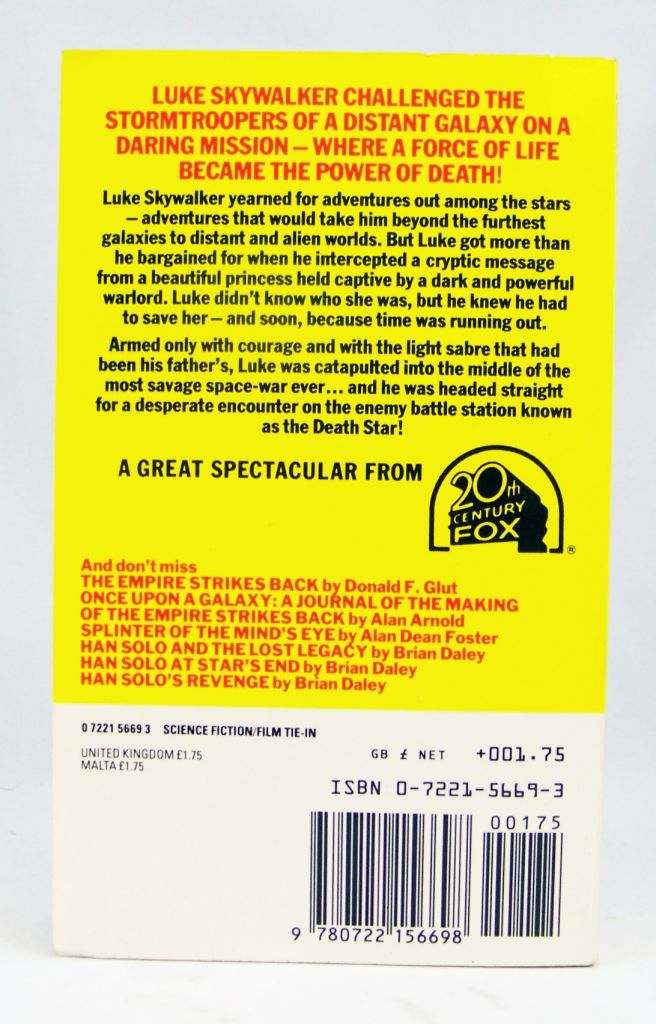 LUKE SKYWALKER CHALLENGED THE
STORMTROOPERS OF A DISTANT GALAXY ON A
DARING MISSION – WHERE A FORCE OF LIFE
BECAME THE POWER OF DEATH!
Luke Skywalker yearned for adventures out among the stars
– adventures that would take him beyond the furthest
galaxies to distant and alien worlds. But Luke got more than
he bargained for when he intercepted a cryptic message
from a beautiful princess held captive by a dark and powerful
warlord. Luke didn't know who she was, but he knew he had
to save her – and soon, because time was running out.
Armed only with courage and with the light sabre that had
been his father's, Luke was catapulted into the middle of the
most savage space-war ever... and he was headed straight
for a desperate encounter on the enemy battle station known
as the Death Star!
A GREAT SPECTACULAR FROM
20th
CENTURY
FOX
®
And don't miss
THE EMPIRE STRIKES BACK by Donald F. Glut
ONCE UPON A GALAXY: A JOURNAL OF THE MAKING
OF THE EMPIRE STRIKES BACK by Alan Arnold
SPLINTER OF THE MIND'S EYE by Alan Dean Foster
HAN SOLO AND THE LOST LEGACY by Brian Daley
HAN SOLO AT STAR'S END by Brian Daley
HAN SOLO'S REVENGE by Brian Daley
0 7221 5669 3 SCIENCE FICTION/FILM TIE-IN
UNITED KINGDOM £1.75
MALTA £1.75
GB £ NET +001.75
ISBN 0-7221-5669-3
00175
9 780722 156698